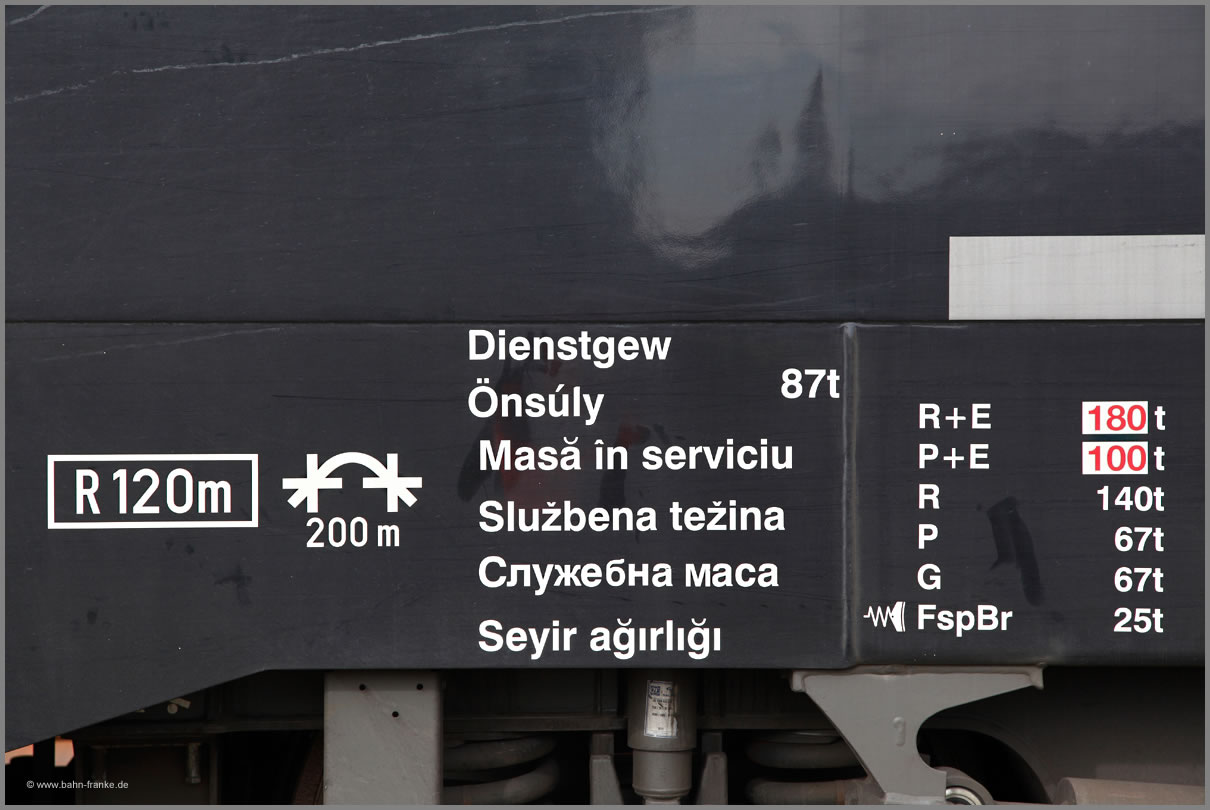 Dienstgew
87t
Önsúly
Masă în serviciu
Službena težina
Служебна маса
Seyir ağırlığı
R 120m
200 m
R+E 180 t
P+E 100 t
R 140t
P 67t
G 67t
FspBr 25t
1
© www.bahn-franke.de